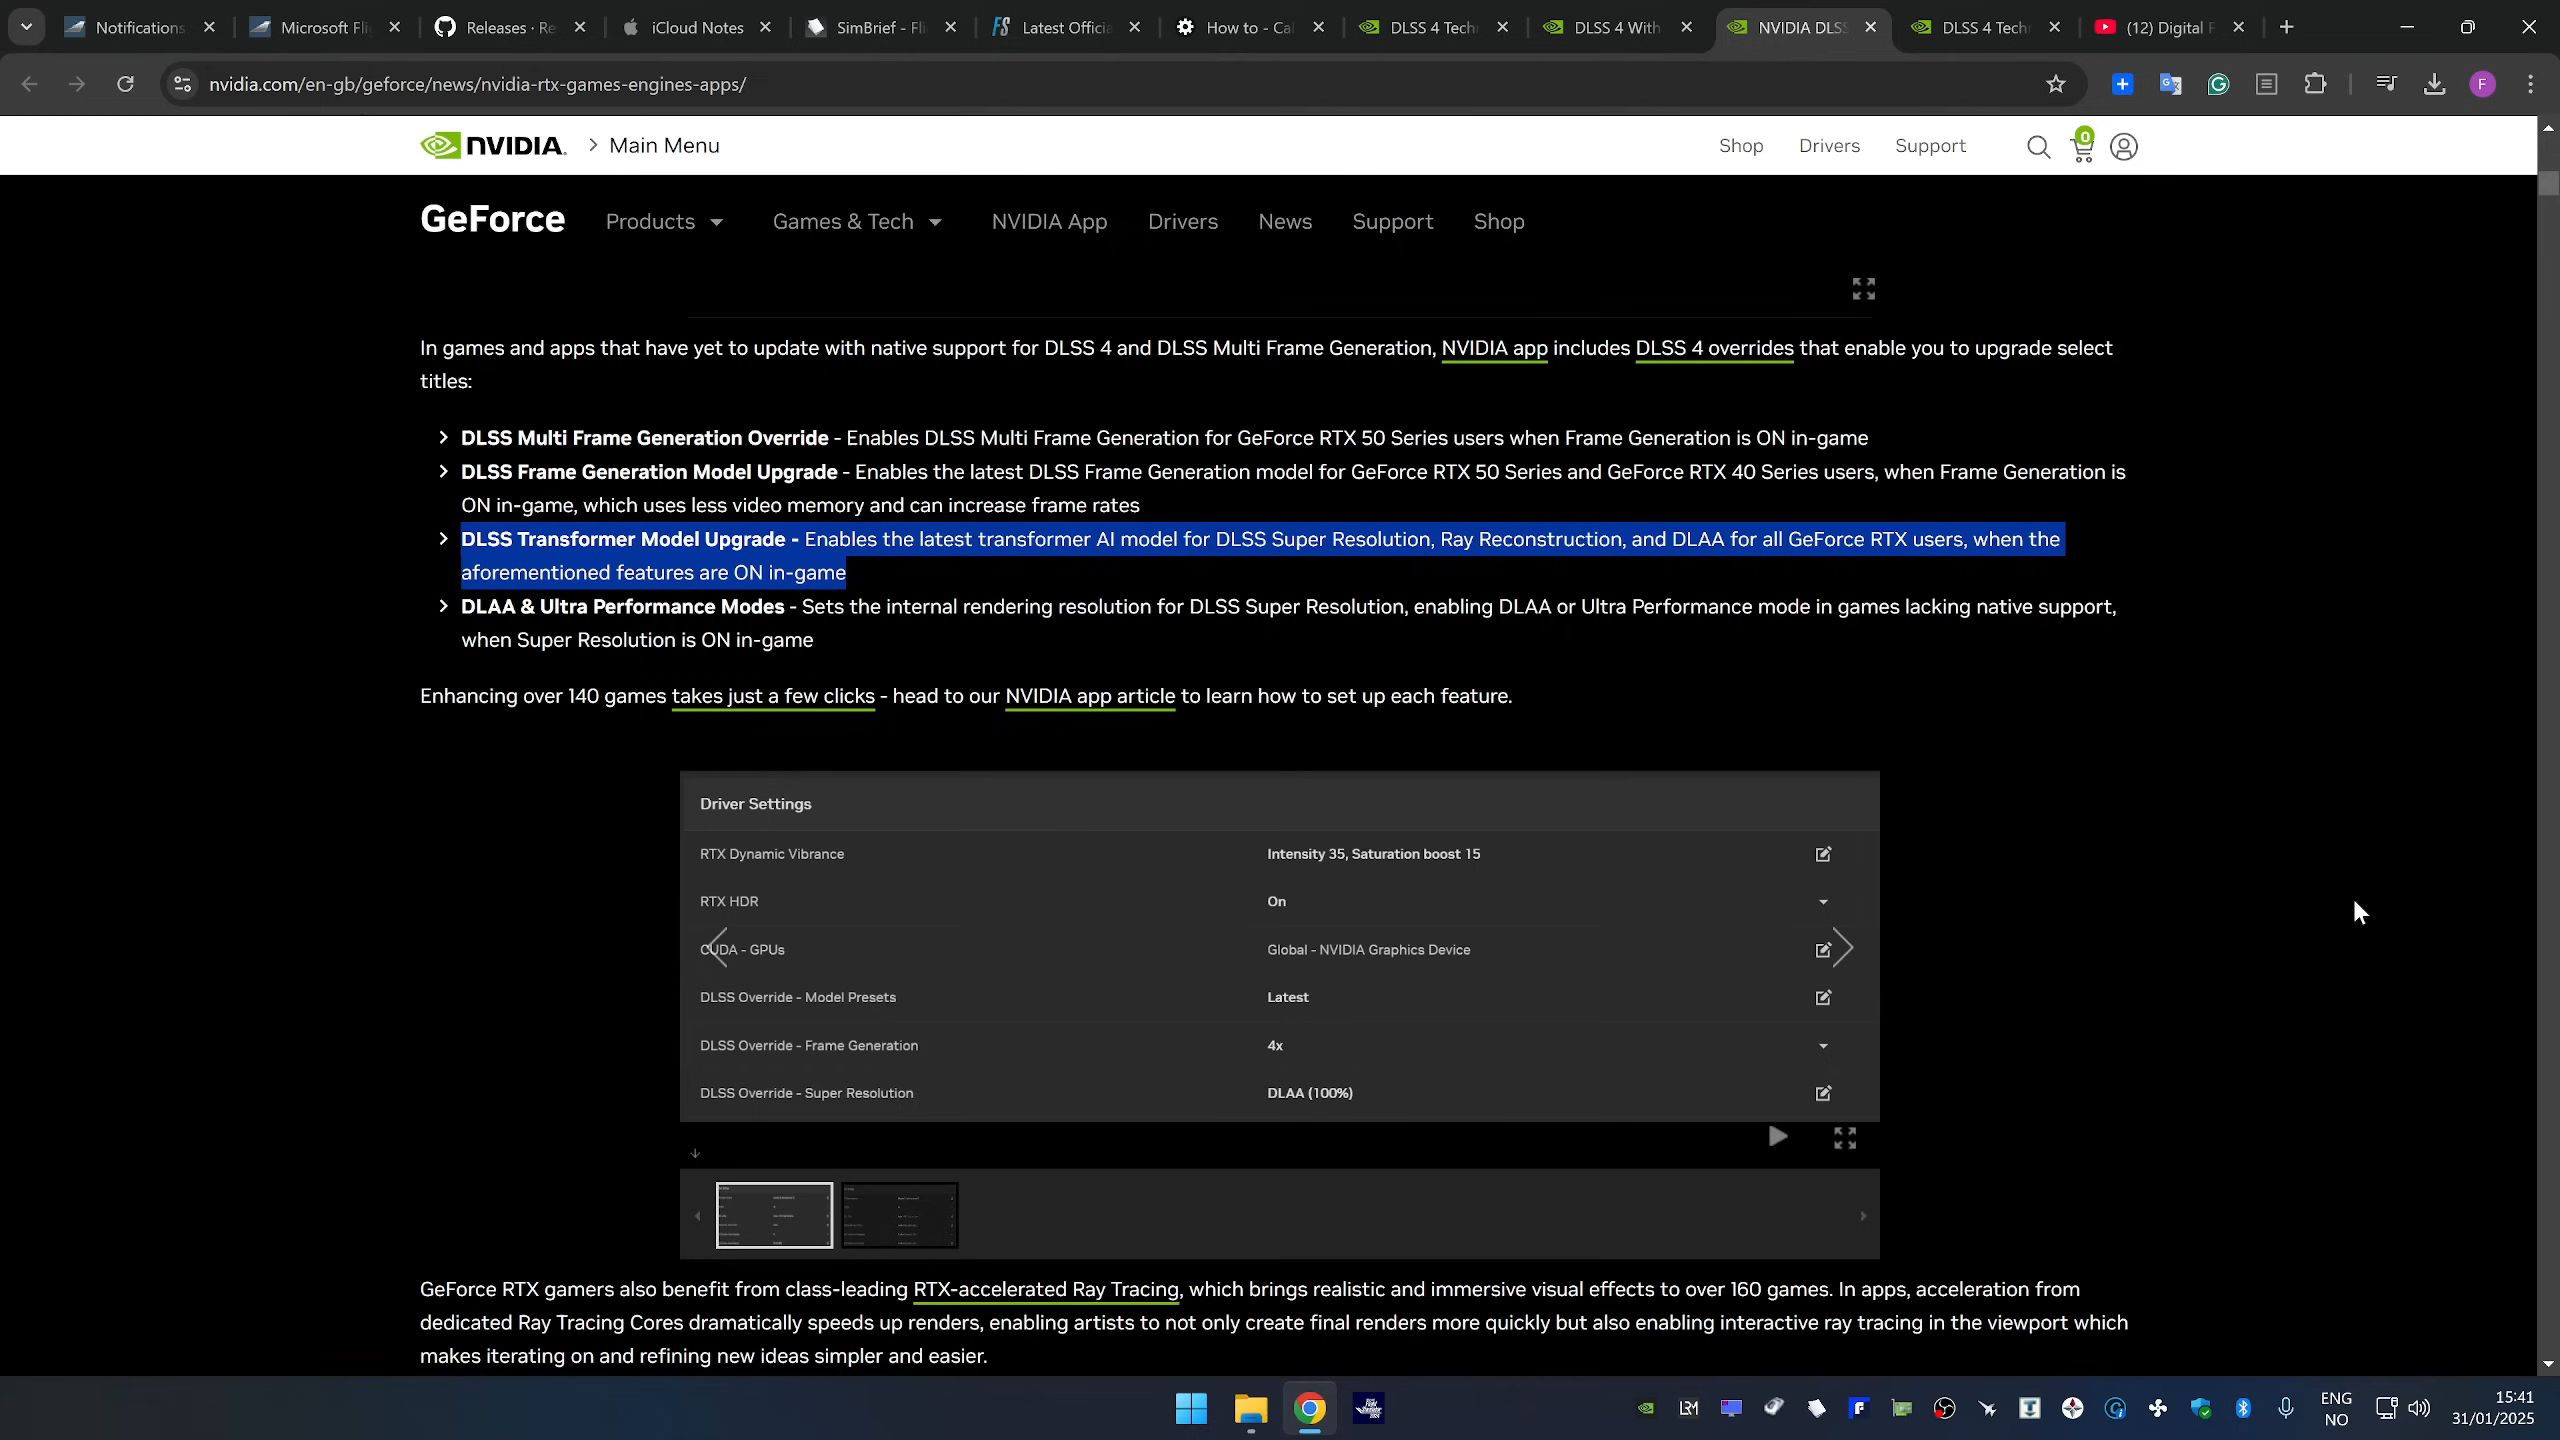 Notifications
Microsoft Fli
Releases · Re
iCloud Notes
SimBrief - Fli
Latest Officia
How to - Cal
DLSS 4 Tech
DLSS 4 With
NVIDIA DLSS
DLSS 4 Tech
(12) Digital F
nvidia.com/en-gb/geforce/news/nvidia-rtx-games-engines-apps/
F
NVIDIA.
Main Menu
Shop
Drivers
Support
0
GeForce
Products
Games & Tech
NVIDIA App
Drivers
News
Support
Shop
In games and apps that have yet to update with native support for DLSS 4 and DLSS Multi Frame Generation, NVIDIA app includes DLSS 4 overrides that enable you to upgrade select
titles:
DLSS Multi Frame Generation Override - Enables DLSS Multi Frame Generation for GeForce RTX 50 Series users when Frame Generation is ON in-game
DLSS Frame Generation Model Upgrade - Enables the latest DLSS Frame Generation model for GeForce RTX 50 Series and GeForce RTX 40 Series users, when Frame Generation is
ON in-game, which uses less video memory and can increase frame rates
DLSS Transformer Model Upgrade - Enables the latest transformer AI model for DLSS Super Resolution, Ray Reconstruction, and DLAA for all GeForce RTX users, when the
aforementioned features are ON in-game
DLAA & Ultra Performance Modes - Sets the internal rendering resolution for DLSS Super Resolution, enabling DLAA or Ultra Performance mode in games lacking native support,
when Super Resolution is ON in-game
Enhancing over 140 games takes just a few clicks - head to our NVIDIA app article to learn how to set up each feature.
Driver Settings
RTX Dynamic Vibrance
Intensity 35, Saturation boost 15
RTX HDR
On
CUDA - GPUs
Global - NVIDIA Graphics Device
DLSS Override - Model Presets
Latest
DLSS Override - Frame Generation
4x
DLSS Override - Super Resolution
DLAA (100%)
GeForce RTX gamers also benefit from class-leading RTX-accelerated Ray Tracing, which brings realistic and immersive visual effects to over 160 games. In apps, acceleration from
dedicated Ray Tracing Cores dramatically speeds up renders, enabling artists to not only create final renders more quickly but also enabling interactive ray tracing in the viewport which
makes iterating on and refining new ideas simpler and easier.
ENG
NO
15:41
31/01/2025